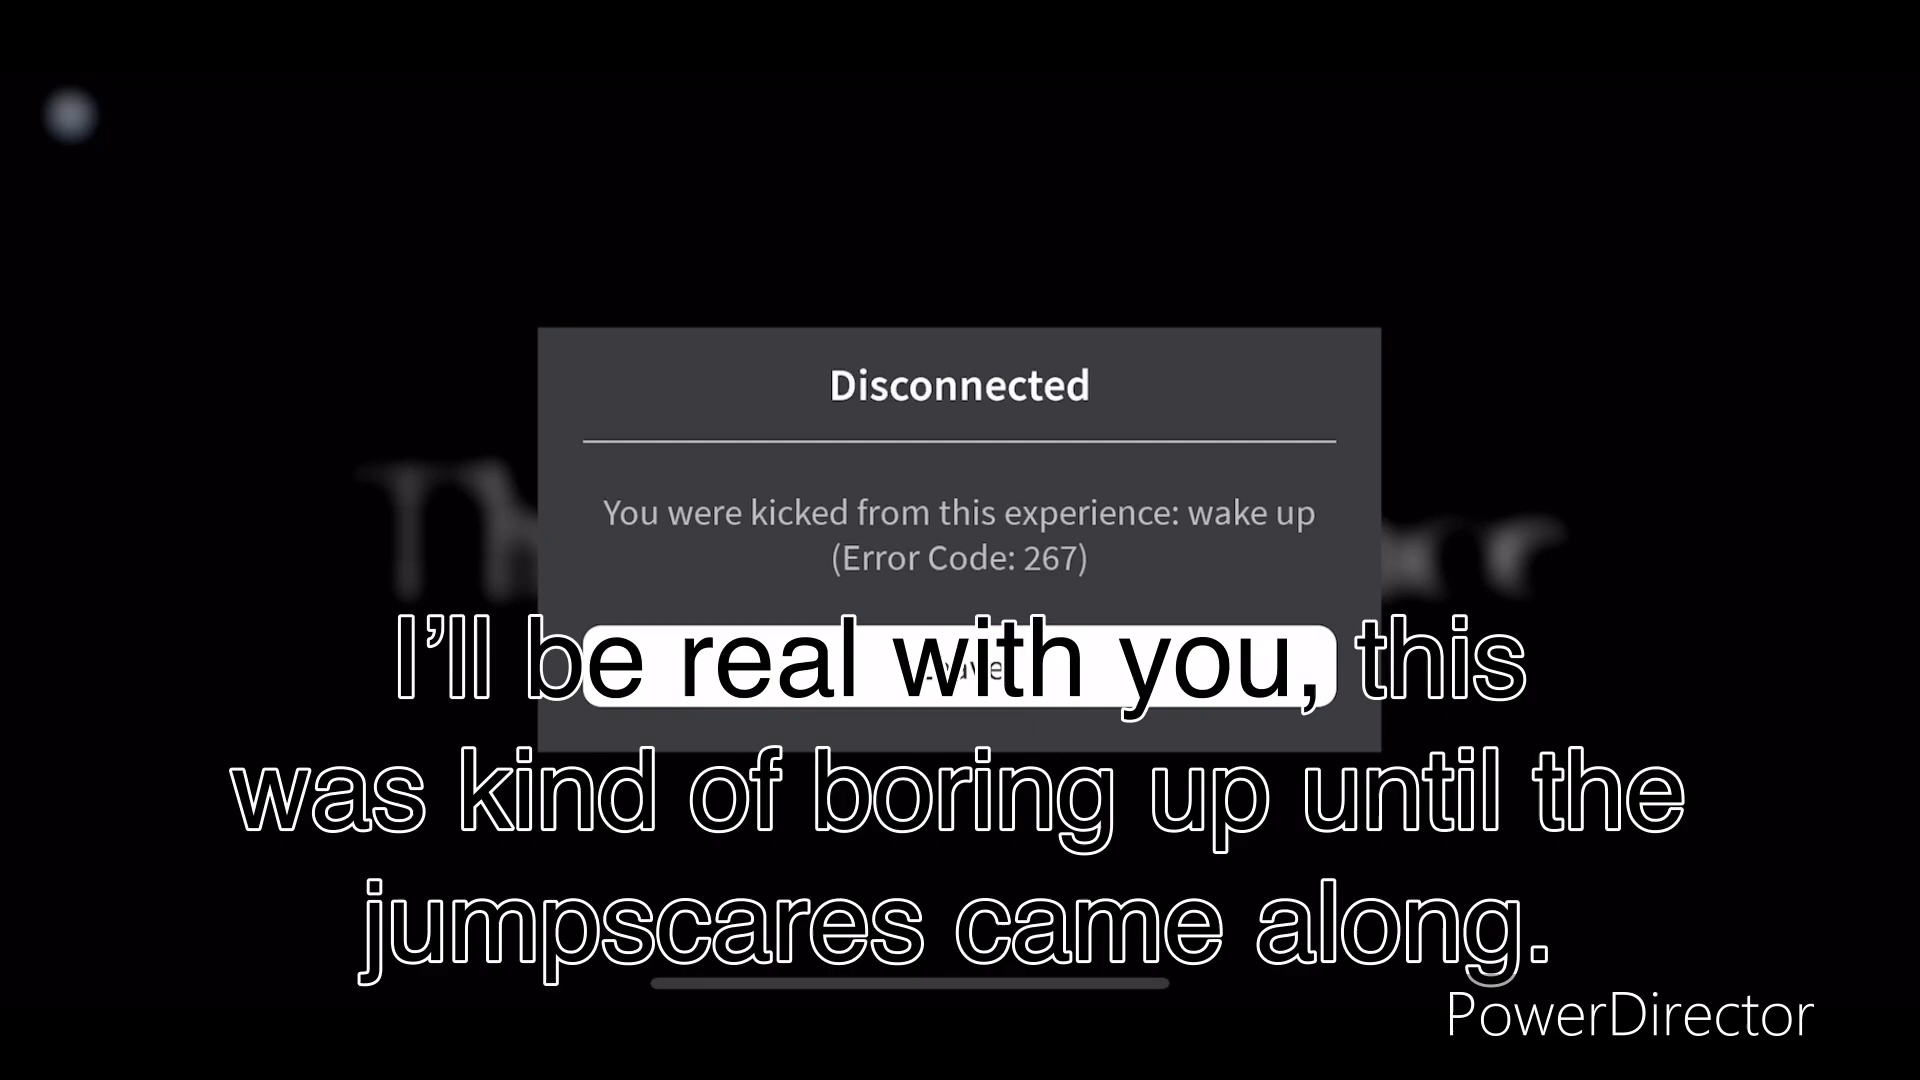 Disconnected
You were kicked from this experience: wake up
(Error Code: 267)
I’ll be real with you, this
was kind of boring up until the
jumpscares came along.
PowerDirector